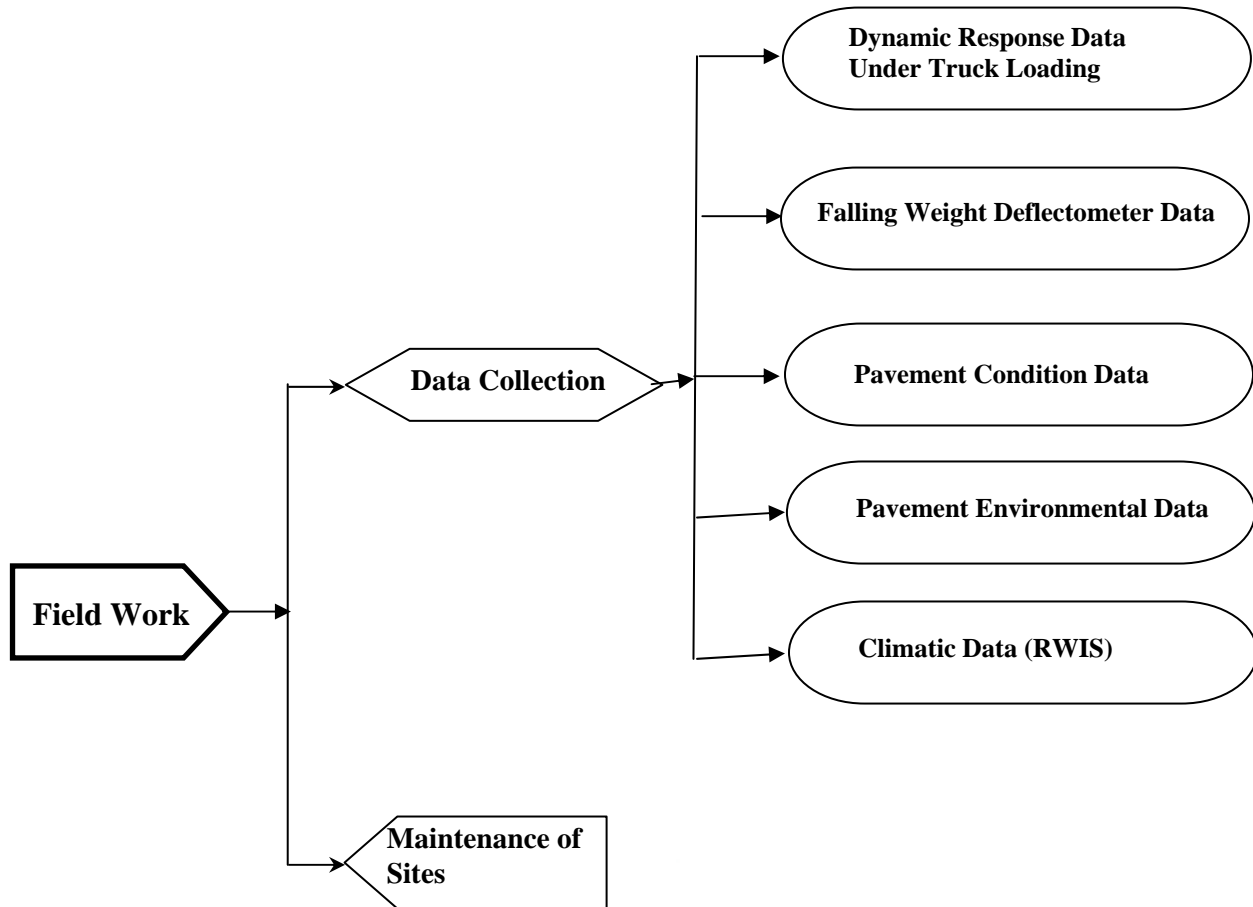 Dynamic Response Data
Under Truck Loading
Falling Weight Deflectometer Data
Data Collection
Pavement Condition Data
Pavement Environmental Data
Field Work
Climatic Data (RWIS)
Maintenance of
Sites